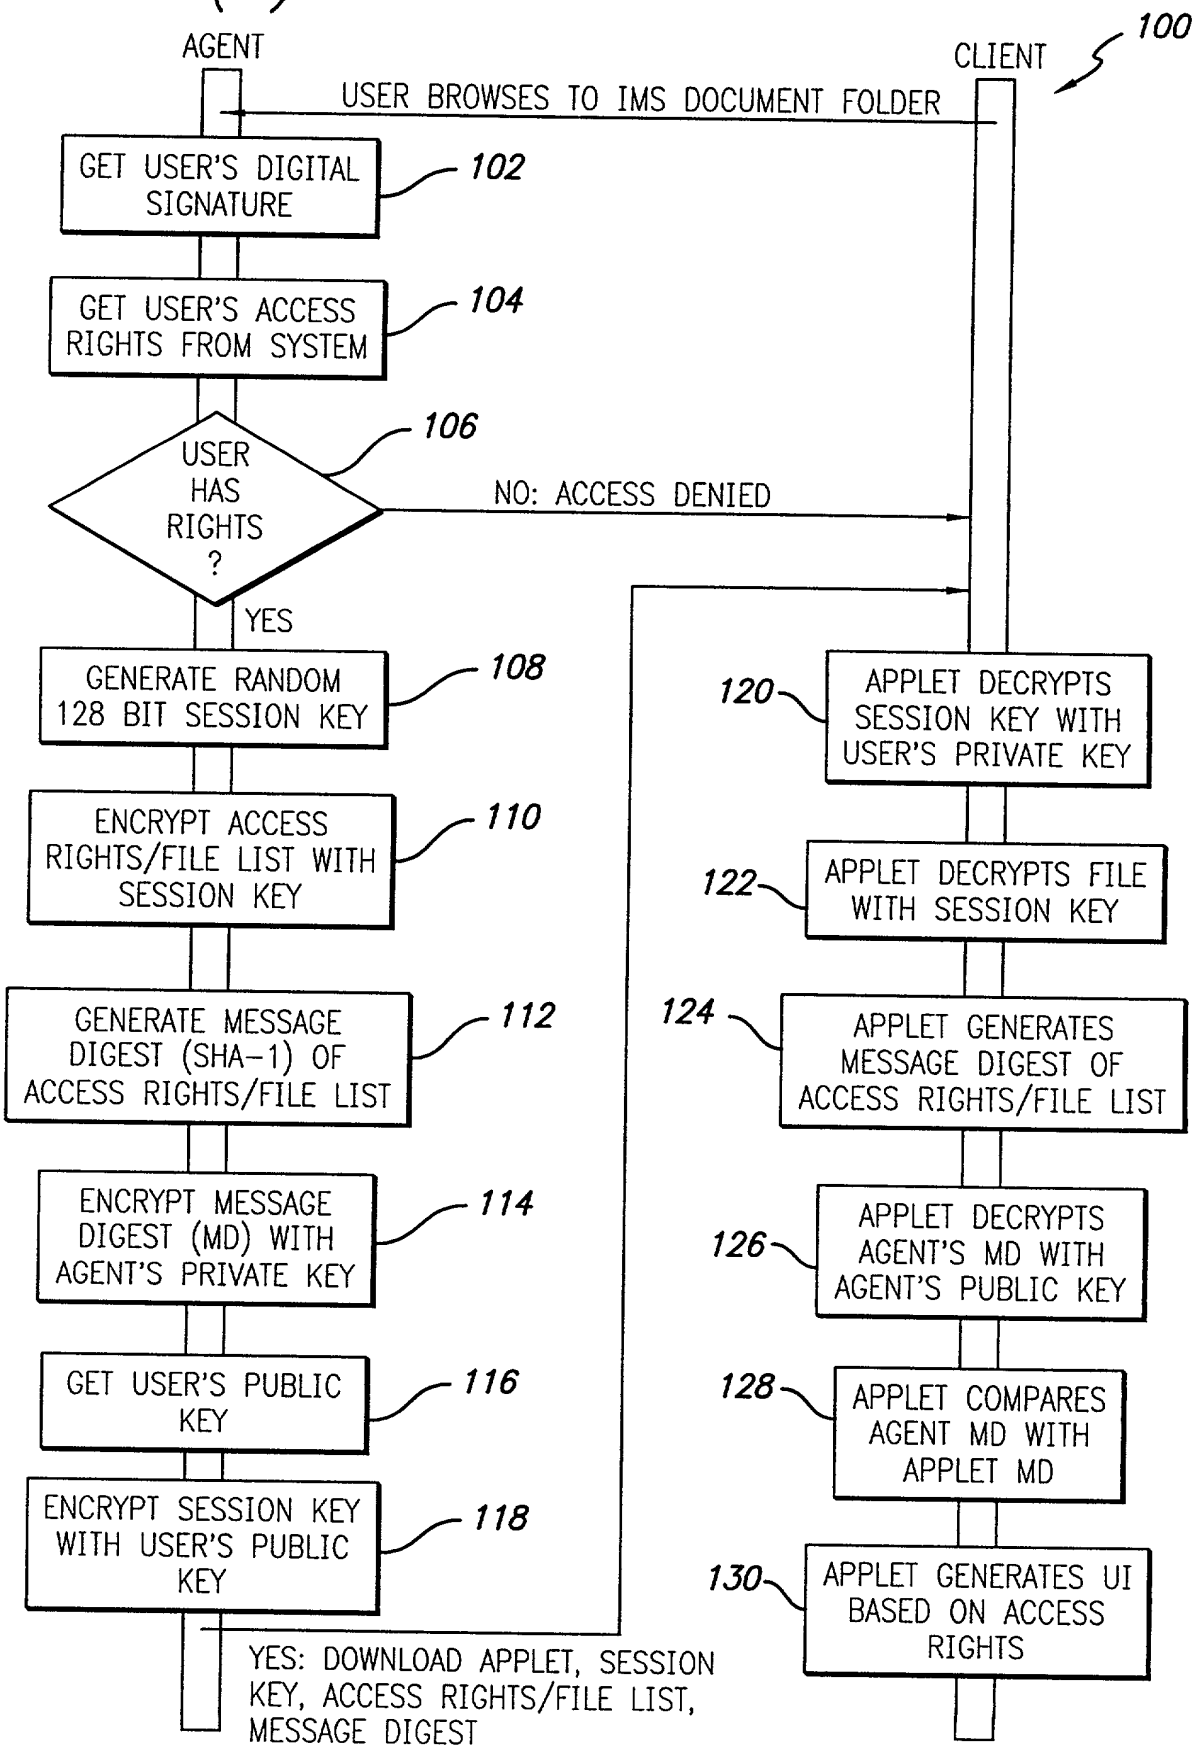 100
AGENT
CLIENT
USER BROWSES TO IMS DOCUMENT FOLDER
GET USER'S DIGITAL
SIGNATURE
102
GET USER'S ACCESS
RIGHTS FROM SYSTEM
104
USER
HAS
RIGHTS
?
106
NO: ACCESS DENIED
YES
GENERATE RANDOM
128 BIT SESSION KEY
108
ENCRYPT ACCESS
RIGHTS/FILE LIST WITH
SESSION KEY
110
GENERATE MESSAGE
DIGEST (SHA-1) OF
ACCESS RIGHTS/FILE LIST
112
ENCRYPT MESSAGE
DIGEST (MD) WITH
AGENT'S PRIVATE KEY
114
GET USER'S PUBLIC
KEY
116
ENCRYPT SESSION KEY
WITH USER'S PUBLIC
KEY
118
YES: DOWNLOAD APPLET, SESSION
KEY, ACCESS RIGHTS/FILE LIST,
MESSAGE DIGEST
120
APPLET DECRYPTS
SESSION KEY WITH
USER'S PRIVATE KEY
122
APPLET DECRYPTS FILE
WITH SESSION KEY
124
APPLET GENERATES
MESSAGE DIGEST OF
ACCESS RIGHTS/FILE LIST
126
APPLET DECRYPTS
AGENT'S MD WITH
AGENT'S PUBLIC KEY
128
APPLET COMPARES
AGENT MD WITH
APPLET MD
130
APPLET GENERATES UI
BASED ON ACCESS
RIGHTS